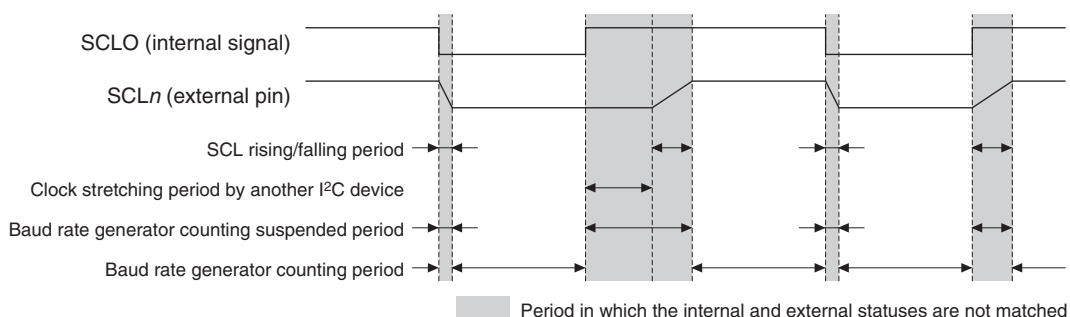 SCLO (internal signal)
SCLn (external pin)
SCL rising/falling period
Clock stretching period by another I²C device
Baud rate generator counting suspended period
Baud rate generator counting period
Period in which the internal and external statuses are not matched